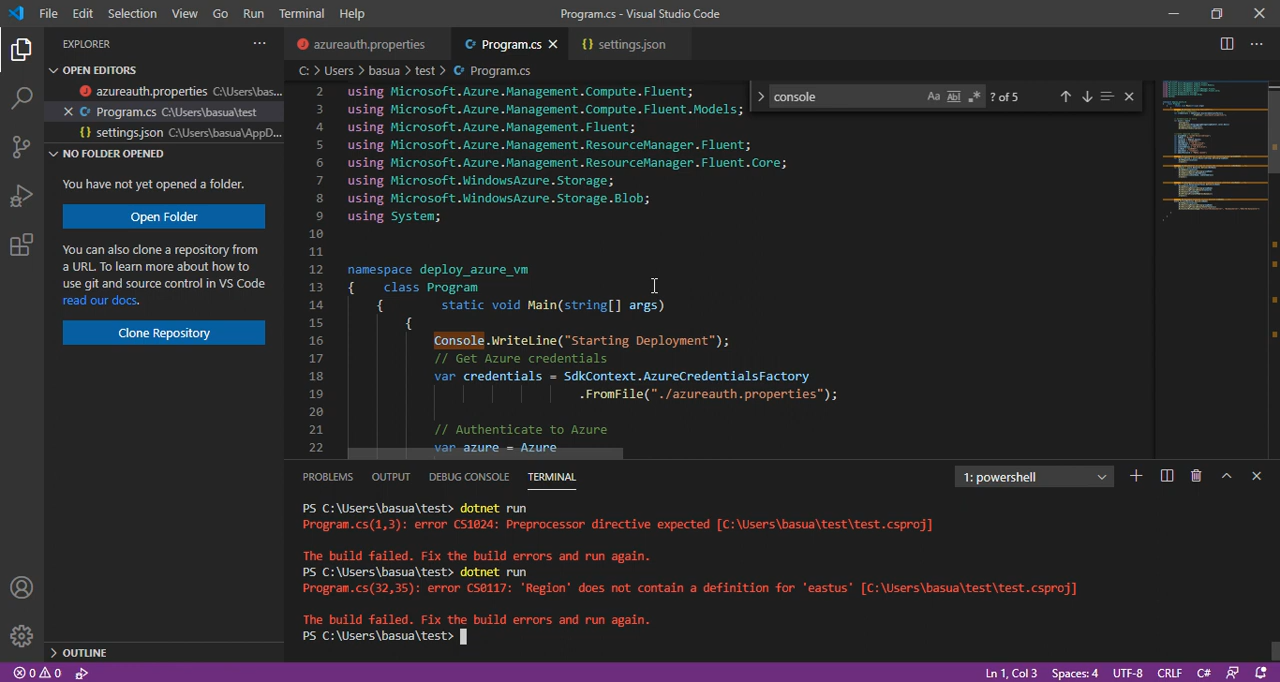 File Edit Selection View Go Run Terminal Help
Program.cs - Visual Studio Code
EXPLORER
OPEN EDITORS
azureauth.properties C:\Users\bas...
Program.cs C:\Users\basua\test
settings.json C:\Users\basua\AppD...
NO FOLDER OPENED
You have not yet opened a folder.
Open Folder
You can also clone a repository from
a URL. To learn more about how to
use git and source control in VS Code
read our docs.
Clone Repository
OUTLINE
azureauth.properties
Program.cs
settings.json
C: > Users > basua > test > Program.cs
console
Aa Abl ? of 5
2 using Microsoft.Azure.Management.Compute.Fluent;
3 using Microsoft.Azure.Management.Compute.Fluent.Models;
4 using Microsoft.Azure.Management.Fluent;
5 using Microsoft.Azure.Management.ResourceManager.Fluent;
6 using Microsoft.Azure.Management.ResourceManager.Fluent.Core;
7 using Microsoft.WindowsAzure.Storage;
8 using Microsoft.WindowsAzure.Storage.Blob;
9 using System;
10
11
12 namespace deploy_azure_vm
13 { class Program
14 { static void Main(string[] args)
15 {
16 Console.WriteLine("Starting Deployment");
17 // Get Azure credentials
18 var credentials = SdkContext.AzureCredentialsFactory
19 .FromFile("./azureauth.properties");
20
21 // Authenticate to Azure
22 var azure = Azure
PROBLEMS OUTPUT DEBUG CONSOLE TERMINAL
1: powershell
PS C:\Users\basua\test> dotnet run
Program.cs(1,3): error CS1024: Preprocessor directive expected [C:\Users\basua\test\test.csproj]
The build failed. Fix the build errors and run again.
PS C:\Users\basua\test> dotnet run
Program.cs(32,35): error CS0117: 'Region' does not contain a definition for 'eastus' [C:\Users\basua\test\test.csproj]
The build failed. Fix the build errors and run again.
PS C:\Users\basua\test>
0 0
Ln 1, Col 3 Spaces: 4 UTF-8 CRLF C#